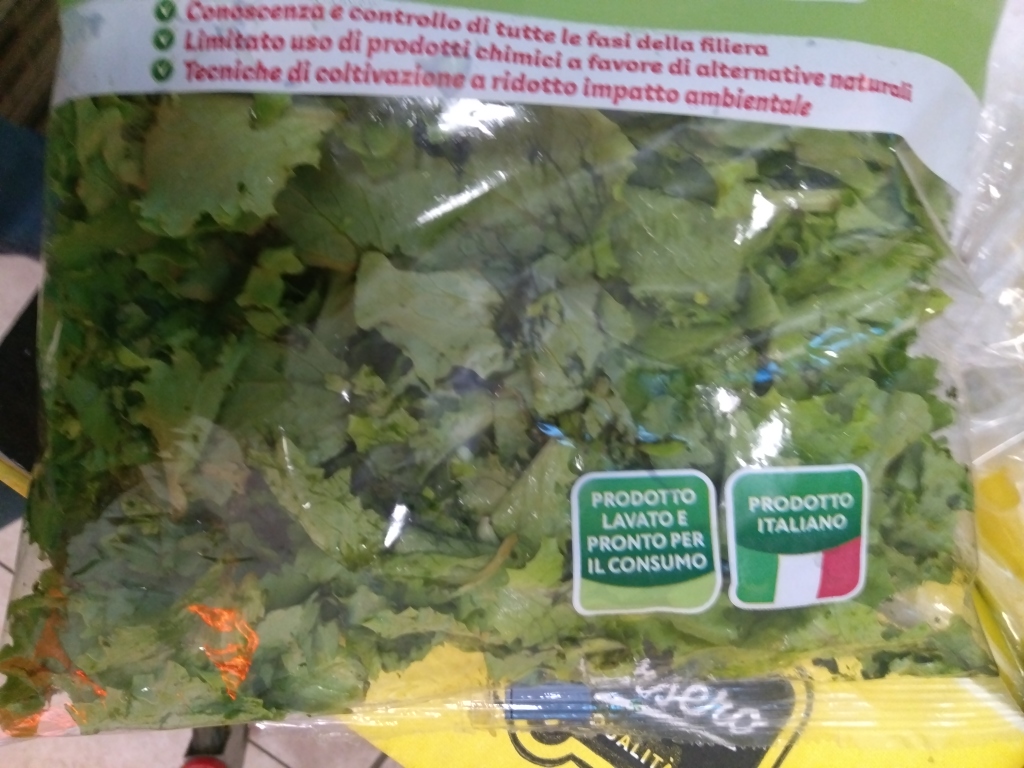 Conoscenza e controllo di tutte le fasi della filiera
Limitato uso di prodotti chimici a favore di alternative naturali
Tecniche di coltivazione a ridotto impatto ambientale
PRODOTTO
LAVATO E
PRONTO PER
IL CONSUMO
PRODOTTO
ITALIANO